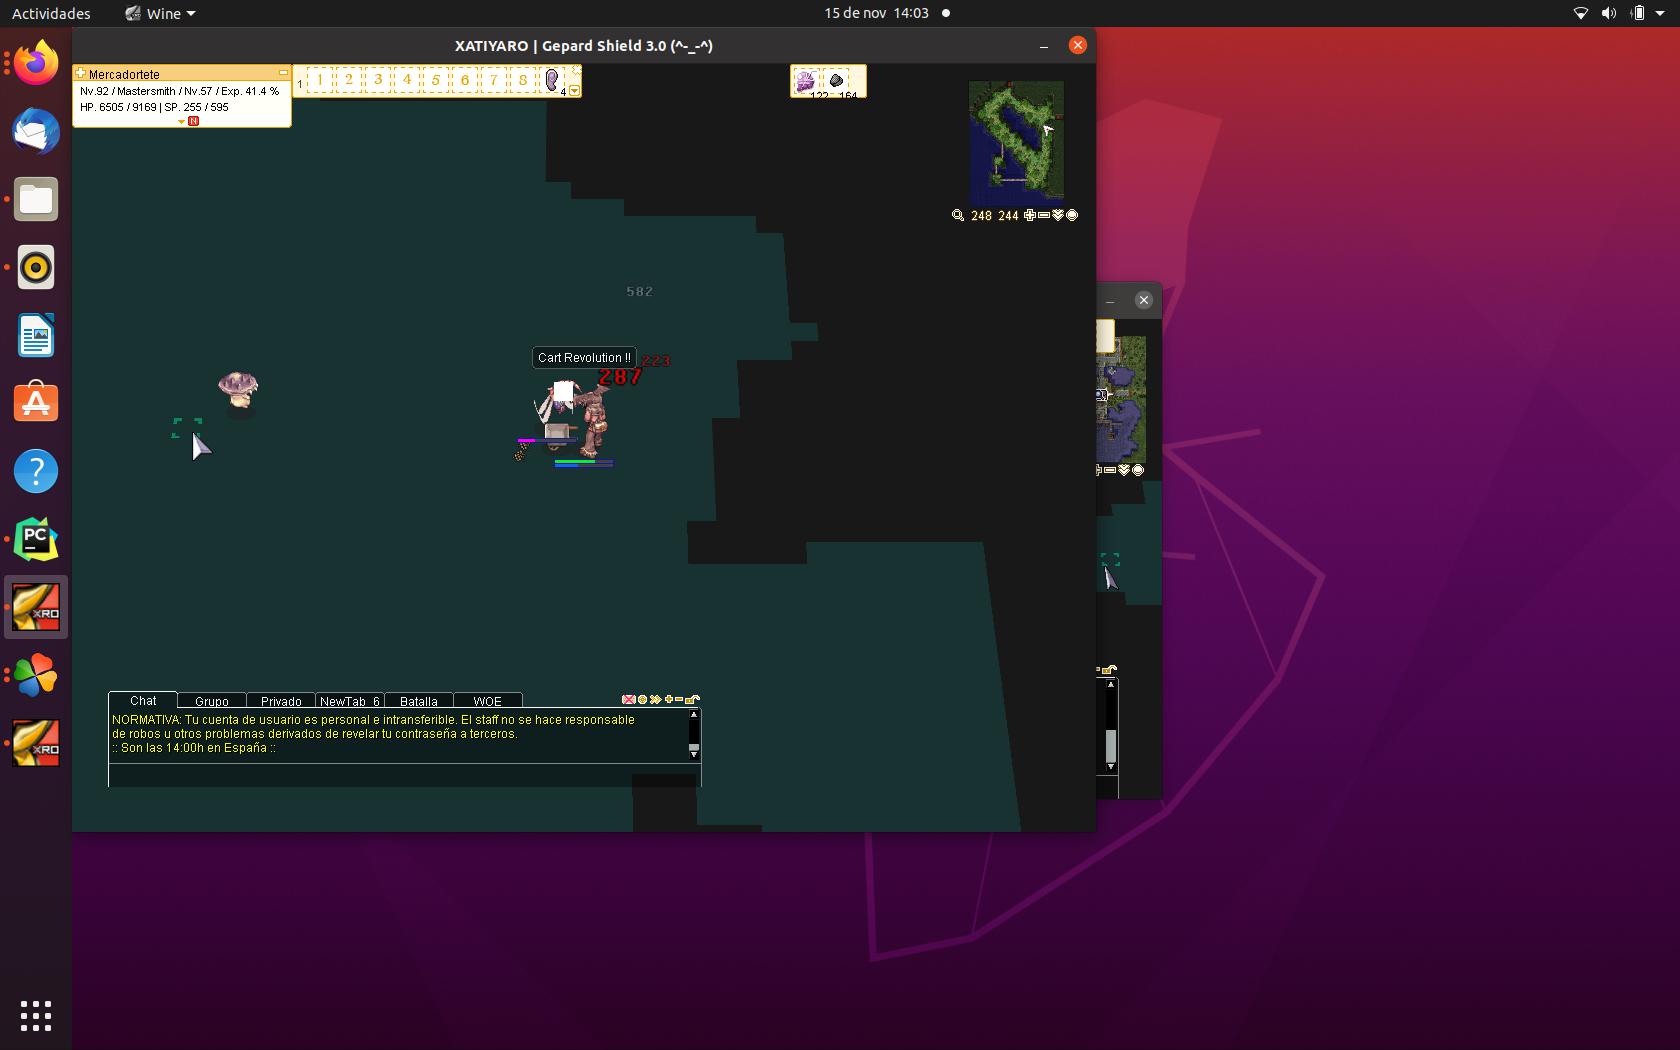 Actividades
Wine
15 de nov 14:03
XATIYARO | Gepard Shield 3.0 (^-_-^)
Mercadortete
Nv.92 / Mastersmith / Nv.57 / Exp. 41.4 %
HP. 6505 / 9169 | SP. 255 / 595
N
1
1 2 3 4 5 6 7 8
4
122 164
248 244
582
Cart Revolution !!
223
287
PC
XRO
XRO
Chat Grupo Privado NewTab_6 Batalla WOE
NORMATIVA: Tu cuenta de usuario es personal e intransferible. El staff no se hace responsable
de robos u otros problemas derivados de revelar tu contraseña a terceros.
:: Son las 14:00h en España ::